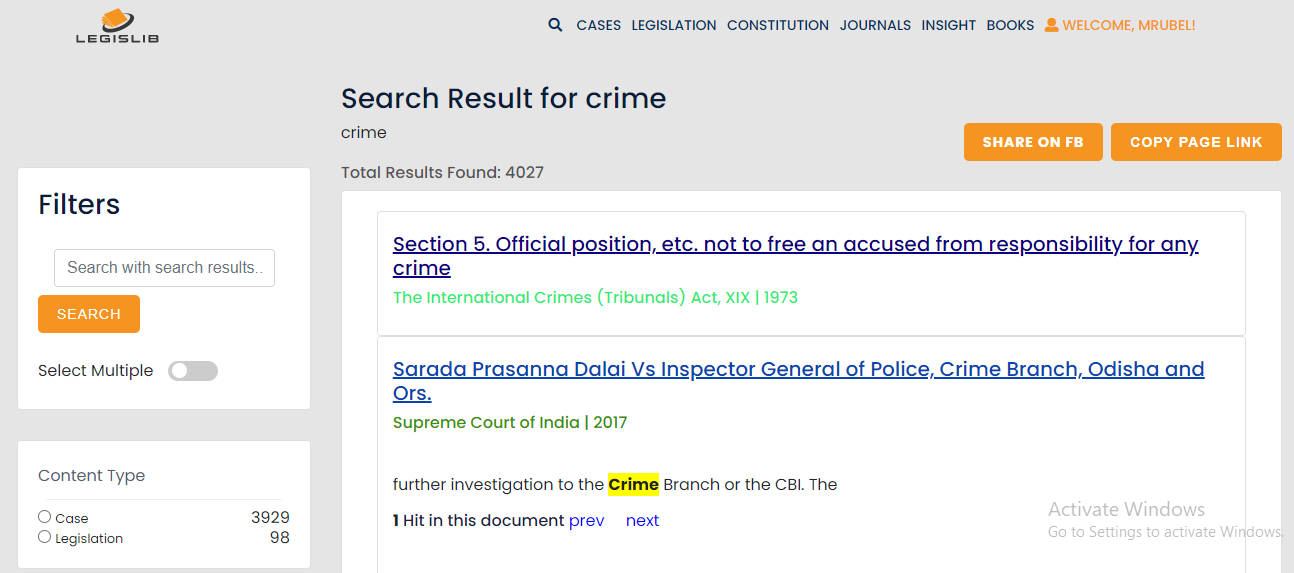 LEGISLIB
CASES LEGISLATION CONSTITUTION JOURNALS INSIGHT BOOKS WELCOME, MRUBEL!
Search Result for crime
crime
SHARE ON FB COPY PAGE LINK
Total Results Found: 4027
Filters
Search with search results..
SEARCH
Select Multiple
Content Type
Case 3929
Legislation 98
Section 5. Official position, etc. not to free an accused from responsibility for any
crime
The International Crimes (Tribunals) Act, XIX | 1973
Sarada Prasanna Dalai Vs Inspector General of Police, Crime Branch, Odisha and
Ors.
Supreme Court of India | 2017
further investigation to the Crime Branch or the CBI. The
1 Hit in this document prev next
Activate Windows
Go to Settings to activate Windows.